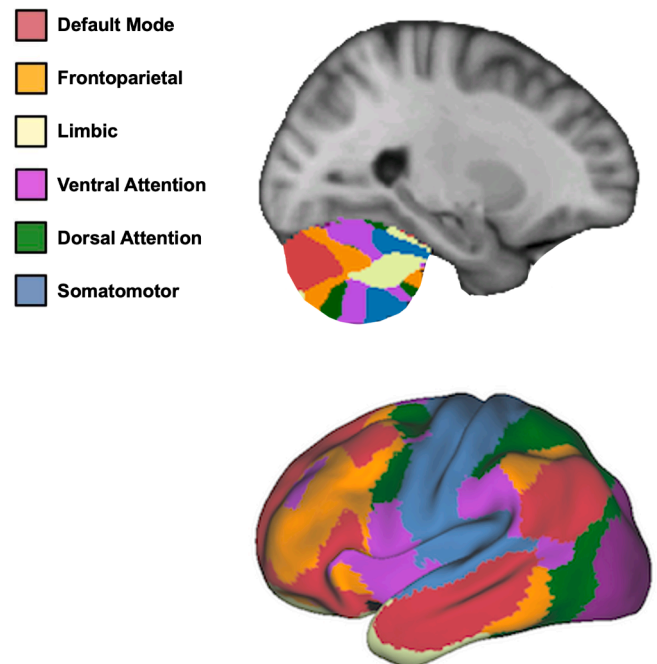 Default Mode
Frontoparietal
Limbic
Ventral Attention
Dorsal Attention
Somatomotor